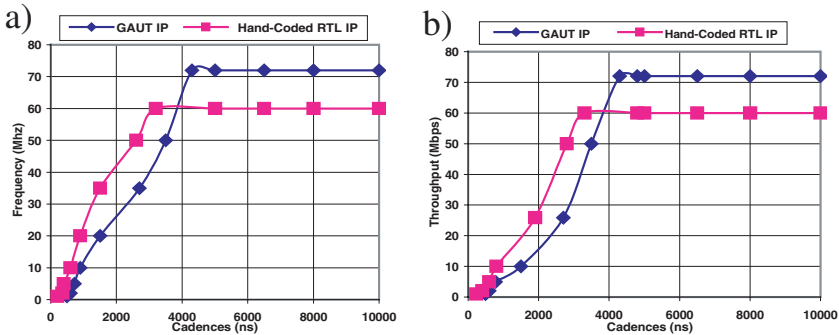 a)
GAUT IP
Hand-Coded RTL IP
80
70
60
50
40
30
20
10
0
Frequency (Mhz)
0 2000 4000 6000 8000 10000
Cadences (ns)
b)
GAUT IP
Hand-Coded RTL IP
80
70
60
50
40
30
20
10
0
Throughput (Mbps)
0 2000 4000 6000 8000 10000
Cadences (ns)